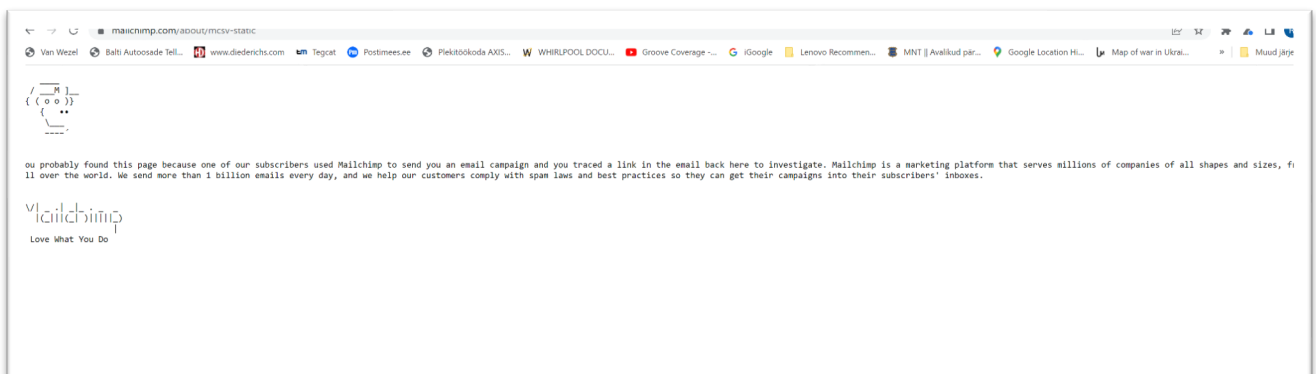 mailchimp.com/about/mcsv-static
Van Wezel Balti Autoosade Tell... www.diederichs.com Tegcat Postimees.ee Plekitöökoda AXIS... WHIRLPOOL DOCU... Groove Coverage -... iGoogle Lenovo Recommen... MNT || Avalikud pär... Google Location Hi... Map of war in Ukrai... » Muud järje
ou probably found this page because one of our subscribers used Mailchimp to send you an email campaign and you traced a link in the email back here to investigate. Mailchimp is a marketing platform that serves millions of companies of all shapes and sizes, fr
ll over the world. We send more than 1 billion emails every day, and we help our customers comply with spam laws and best practices so they can get their campaigns into their subscribers' inboxes.
Love What You Do